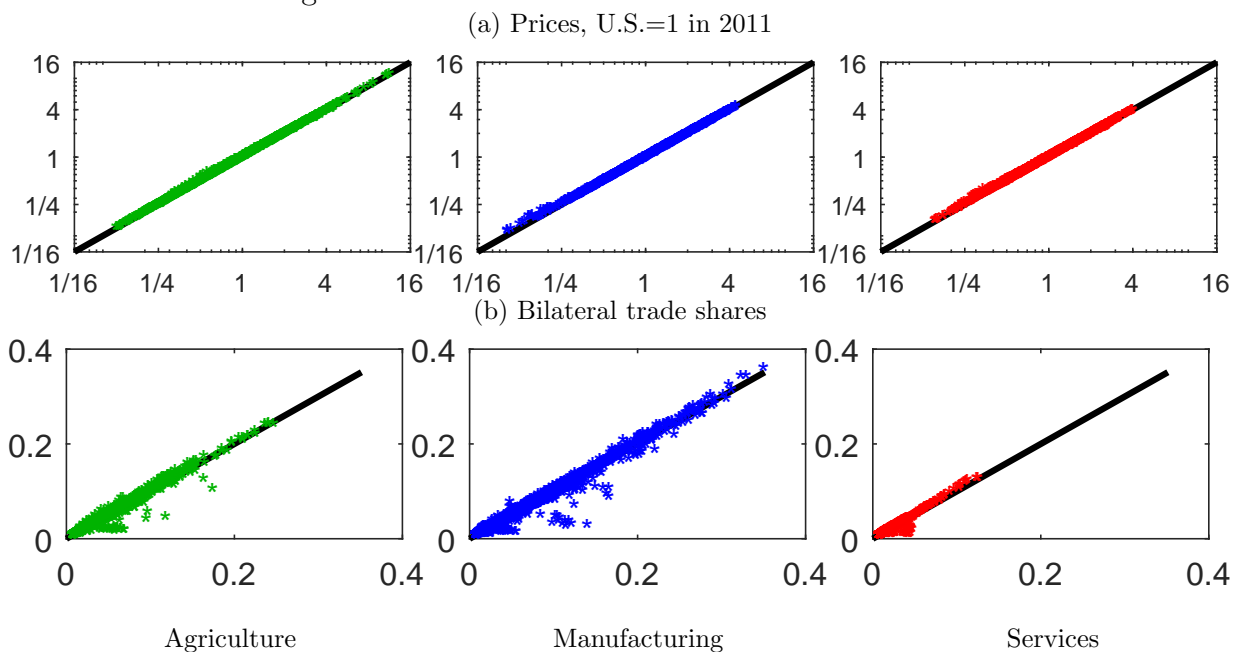 (a) Prices, U.S.=1 in 2011
16 16 16
4 4 4
1 1 1
1/4 1/4 1/4
1/16 1/16 1/16
1/16 1/4 1 4 16 1/16 1/4 1 4 16 1/16 1/4 1 4 16
(b) Bilateral trade shares
0.4 0.4 0.4
0.2 0.2 0.2
0 0 0
0 0.2 0.4 0 0.2 0.4 0 0.2 0.4
Agriculture Manufacturing Services